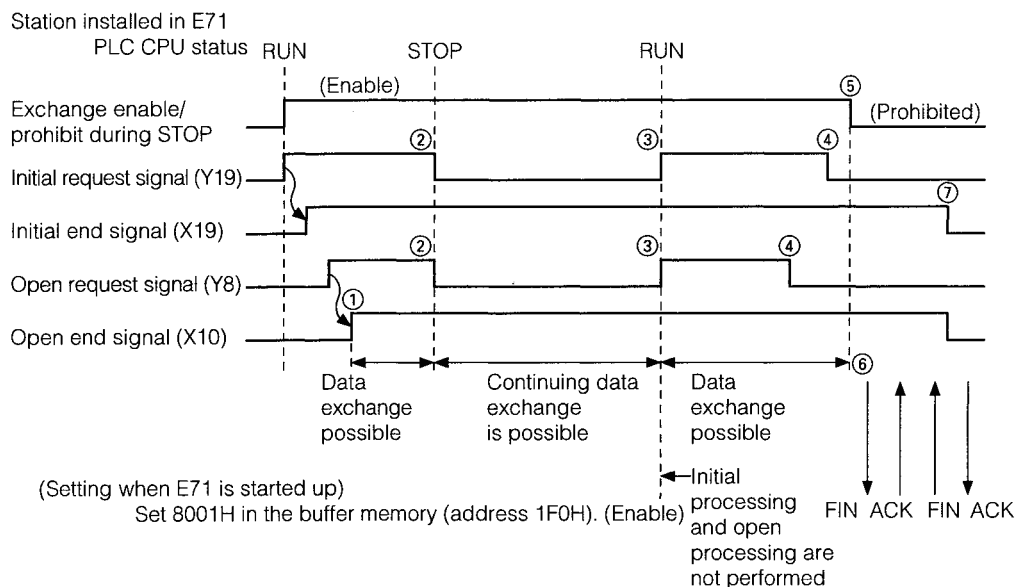 Station installed in E71
PLC CPU status RUN STOP RUN
(Enable) ⑤
Exchange enable/
prohibit during STOP
(Prohibited)
② ③ ④
Initial request signal (Y19)
⑦
Initial end signal (X19)
② ③ ④
Open request signal (Y8)
①
Open end signal (X10)
⑥
Data
exchange
possible
Continuing data
exchange
is possible
Data
exchange
possible
Initial
processing
and open
processing are
not performed
FIN ACK FIN ACK
(Setting when E71 is started up)
Set 8001H in the buffer memory (address 1F0H). (Enable)